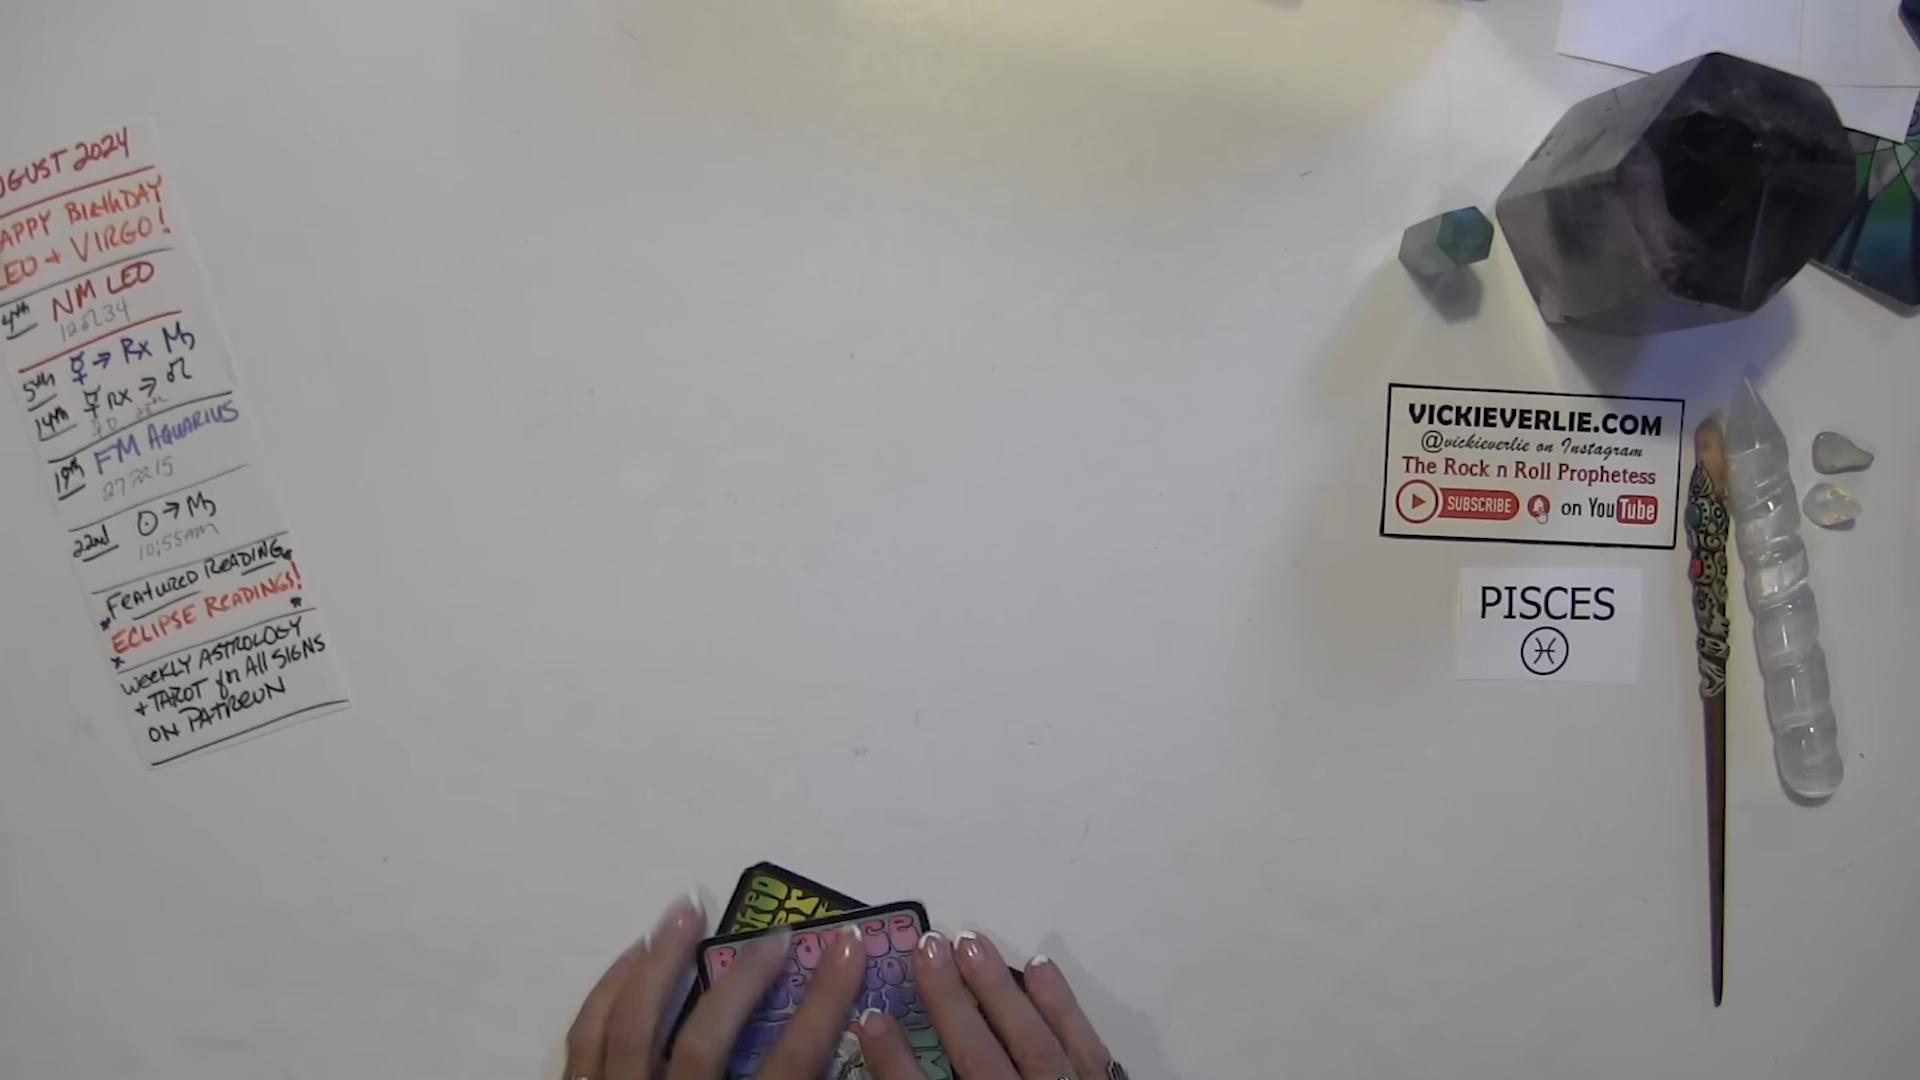 UGUST 2024
APPY BIRTHDAY
EO + VIRGO!
4th NM LEO
12♌34
5th ☿→ Rx ♍
14th ☿ Rx → ♌
19th FM AQUARIUS
27♒15
22nd ☉→♍
10:55am
FEATURED READING
ECLIPSE READINGS!
WEEKLY ASTROLOGY
+ TAROT for All SIGNS
ON PATREON
VICKIEVERLIE.COM
@vickieverlie on Instagram
The Rock n Roll Prophetess
SUBSCRIBE on YouTube
PISCES
♓